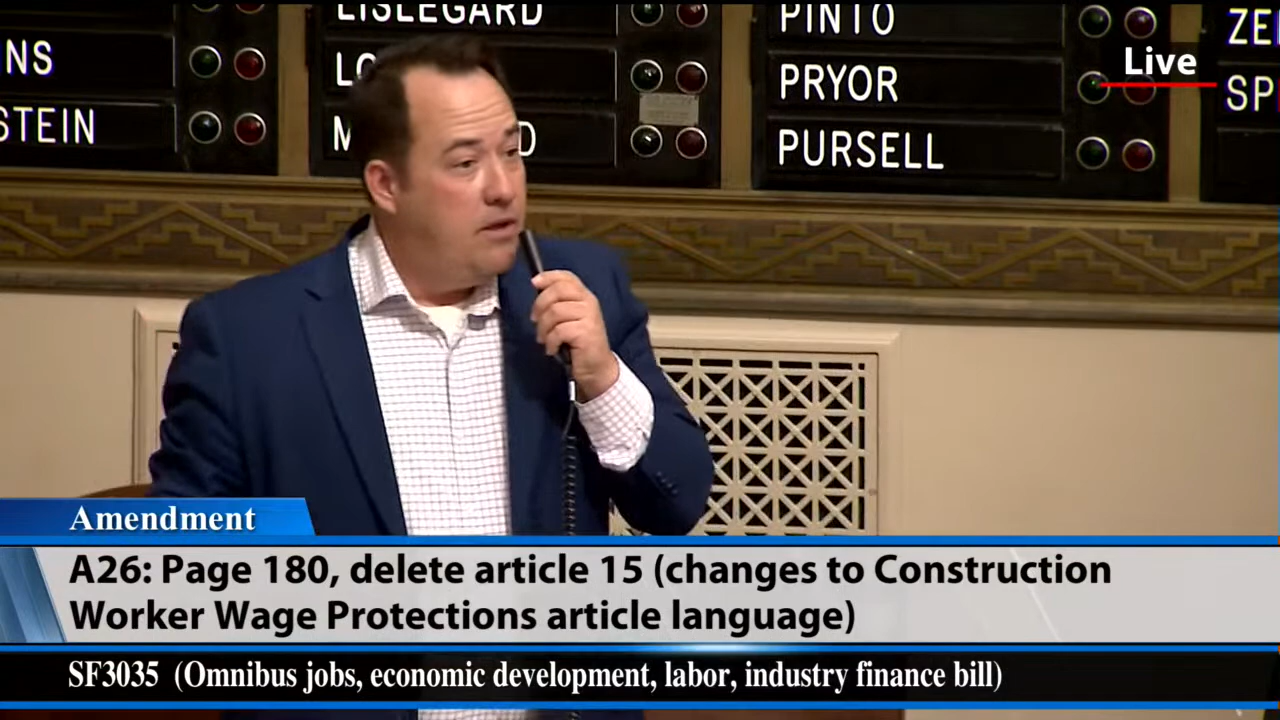 LISLEGARD
PINTO
NS
PRYOR
STEIN
PURSELL
Live
Amendment
A26: Page 180, delete article 15 (changes to Construction
Worker Wage Protections article language)
SF3035 (Omnibus jobs, economic development, labor, industry finance bill)